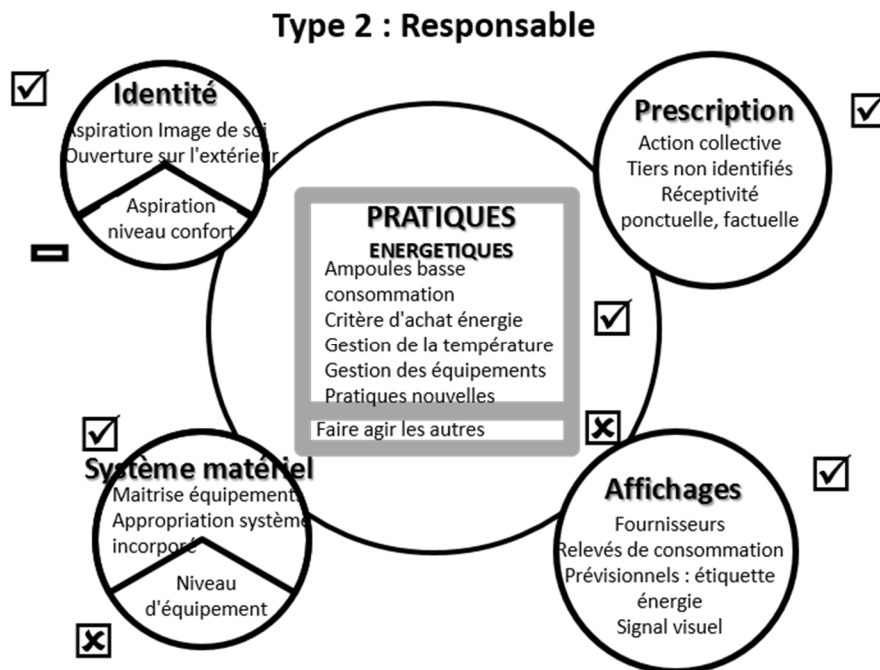 Type 2 : Responsable
Identité
Aspiration Image de soi
Ouverture sur l'extérieur
Aspiration
niveau confort
Prescription
Action collective
Tiers non identifiés
Réceptivité
ponctuelle, factuelle
PRATIQUES
ENERGETIQUES
Ampoules basse
consommation
Critère d'achat énergie
Gestion de la température
Gestion des équipements
Pratiques nouvelles
Faire agir les autres
Système matériel
Maitrise équipements
Appropriation système
incorporé
Niveau
d'équipement
Affichages
Fournisseurs
Relevés de consommation
Prévisionnels : étiquette
énergie
Signal visuel